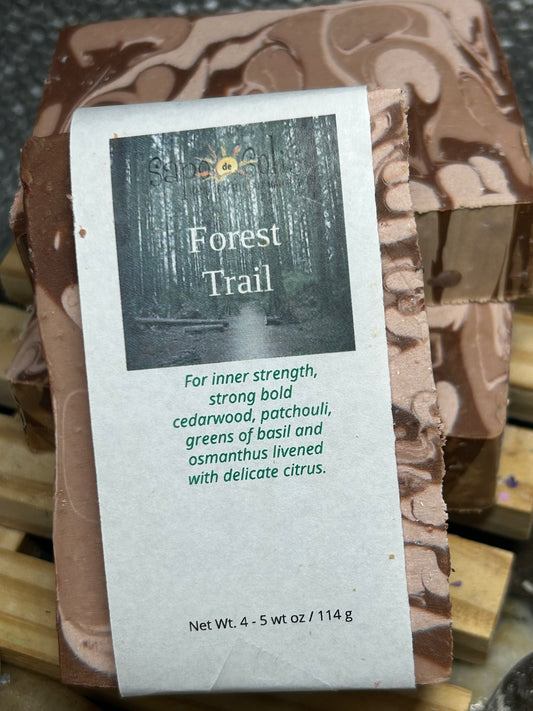 de
Forest
Trail
For inner strength,
strong bold
cedarwood, patchouli,
greens of basil and
osmanthus livened
with delicate citrus.
Net Wt. 4 - 5 wt oz / 114 g